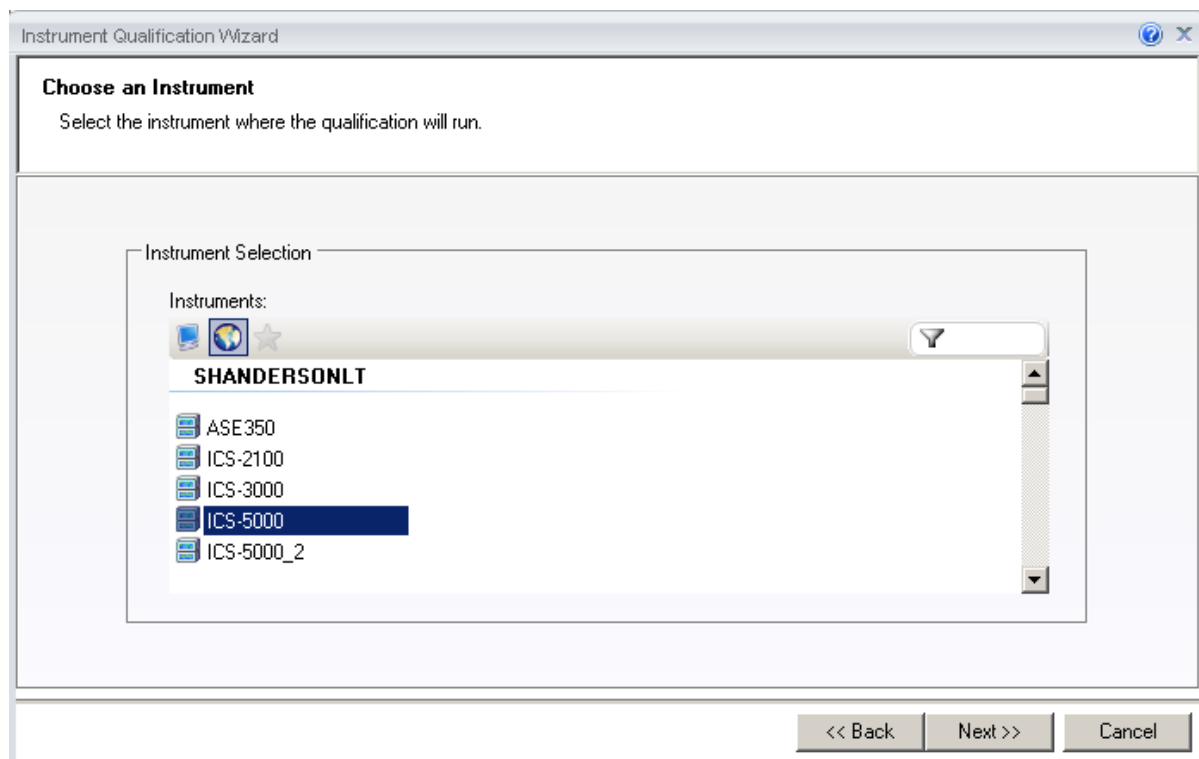 Instrument Qualification Wizard
Choose an Instrument
Select the instrument where the qualification will run.
Instrument Selection
Instruments:
SHANDERSONLT
ASE350
ICS-2100
ICS-3000
ICS-5000
ICS-5000_2
<< Back
Next >>
Cancel